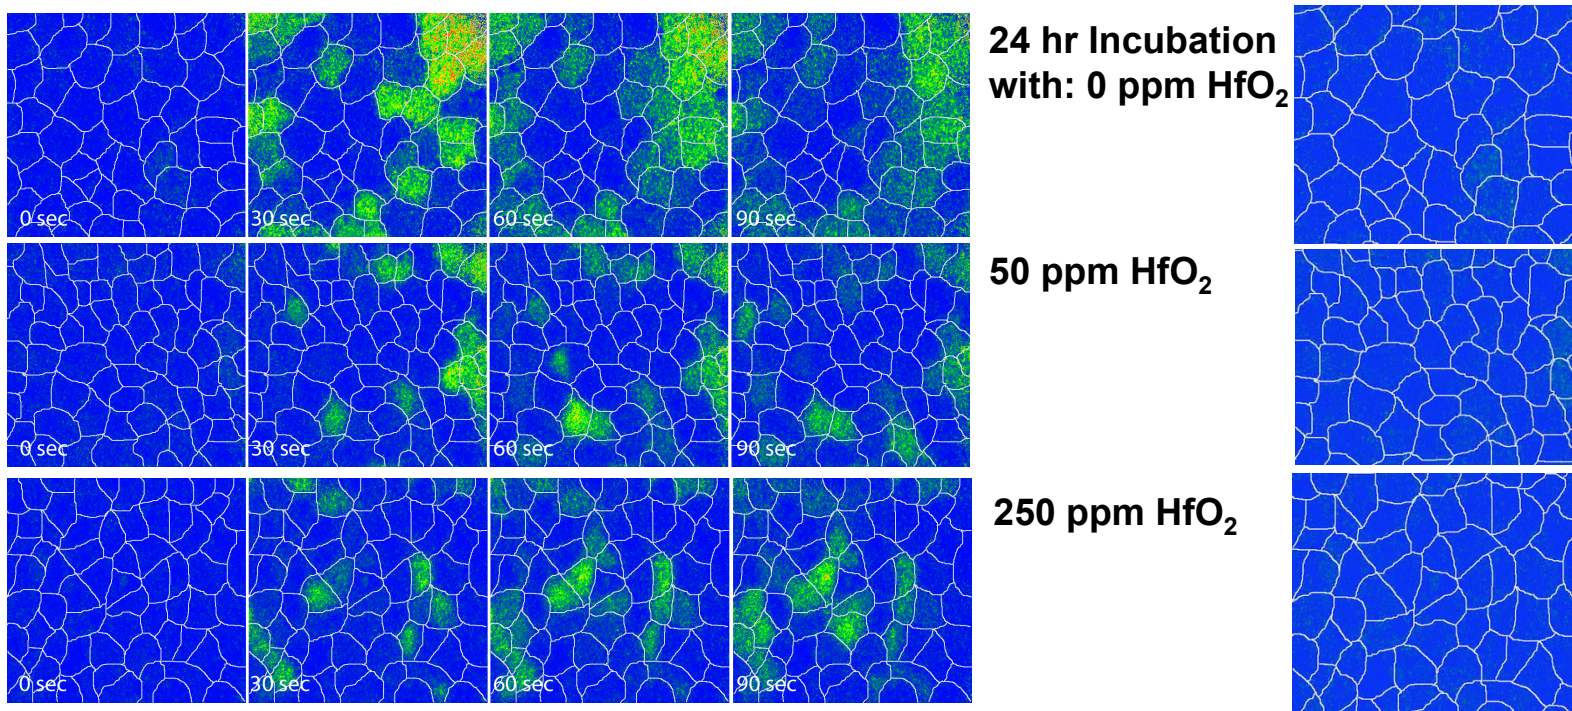 0 sec
30 sec
60 sec
90 sec
24 hr Incubation
with: 0 ppm HfO₂
0 sec
30 sec
60 sec
90 sec
50 ppm HfO₂
0 sec
30 sec
60 sec
90 sec
250 ppm HfO₂